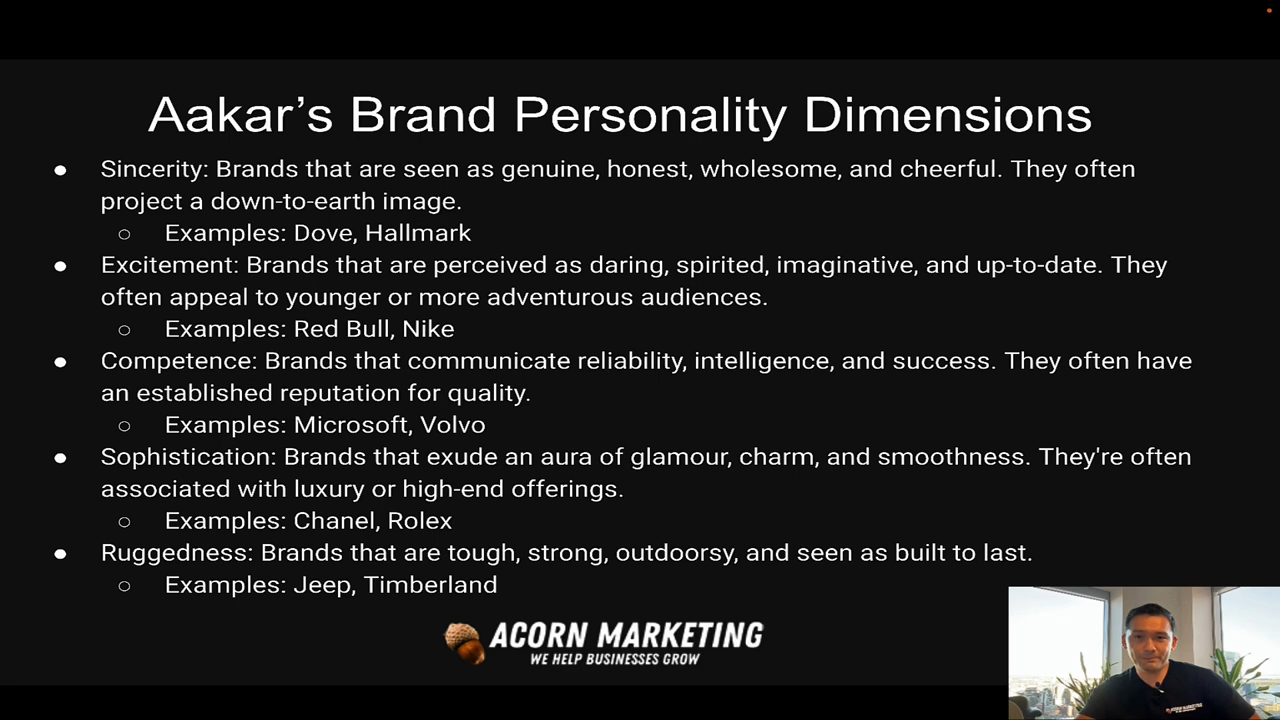 Aakar’s Brand Personality Dimensions
● Sincerity: Brands that are seen as genuine, honest, wholesome, and cheerful. They often
project a down-to-earth image.
○ Examples: Dove, Hallmark
● Excitement: Brands that are perceived as daring, spirited, imaginative, and up-to-date. They
often appeal to younger or more adventurous audiences.
○ Examples: Red Bull, Nike
● Competence: Brands that communicate reliability, intelligence, and success. They often have
an established reputation for quality.
○ Examples: Microsoft, Volvo
● Sophistication: Brands that exude an aura of glamour, charm, and smoothness. They're often
associated with luxury or high-end offerings.
○ Examples: Chanel, Rolex
● Ruggedness: Brands that are tough, strong, outdoorsy, and seen as built to last.
○ Examples: Jeep, Timberland
ACORN MARKETING
WE HELP BUSINESSES GROW
ACORN MARKETING